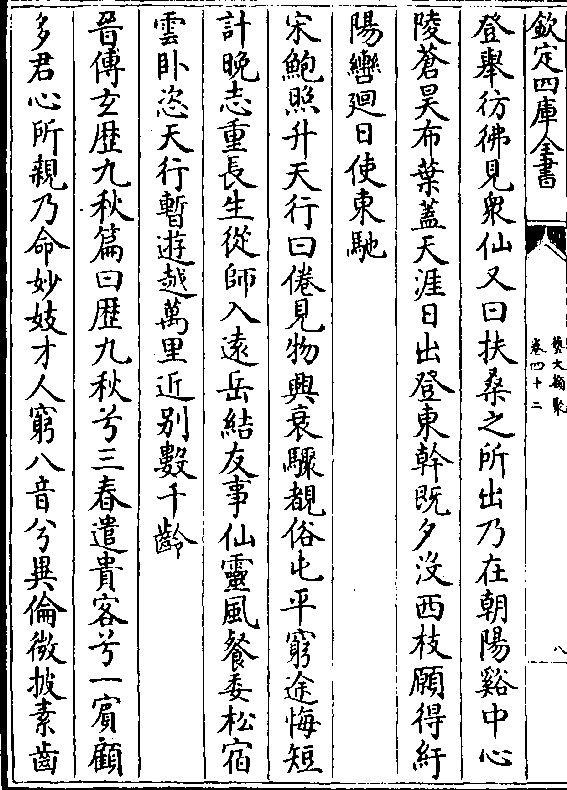 欽定四庫全書
藝文類聚
卷四十二
八
登舉彷彿見衆仙又曰扶桑之所出乃在朝陽谿中心
陵蒼昊布葉蓋天涯日出登東幹既夕没西枝願得紆
陽轡迴日使東馳
宋鮑照升天行曰倦見物興衰驟覩俗屯平窮途悔短
計晚志重長生從師入遠岳結友事仙靈風餐委松宿
雲卧恣天行暫遊越萬里近别數千齡
晉傅玄歴九秋篇曰歴九秋兮三春遣貴客兮一賓顧
多君心所親乃命妙妓才人窮八音兮異倫微披素齒